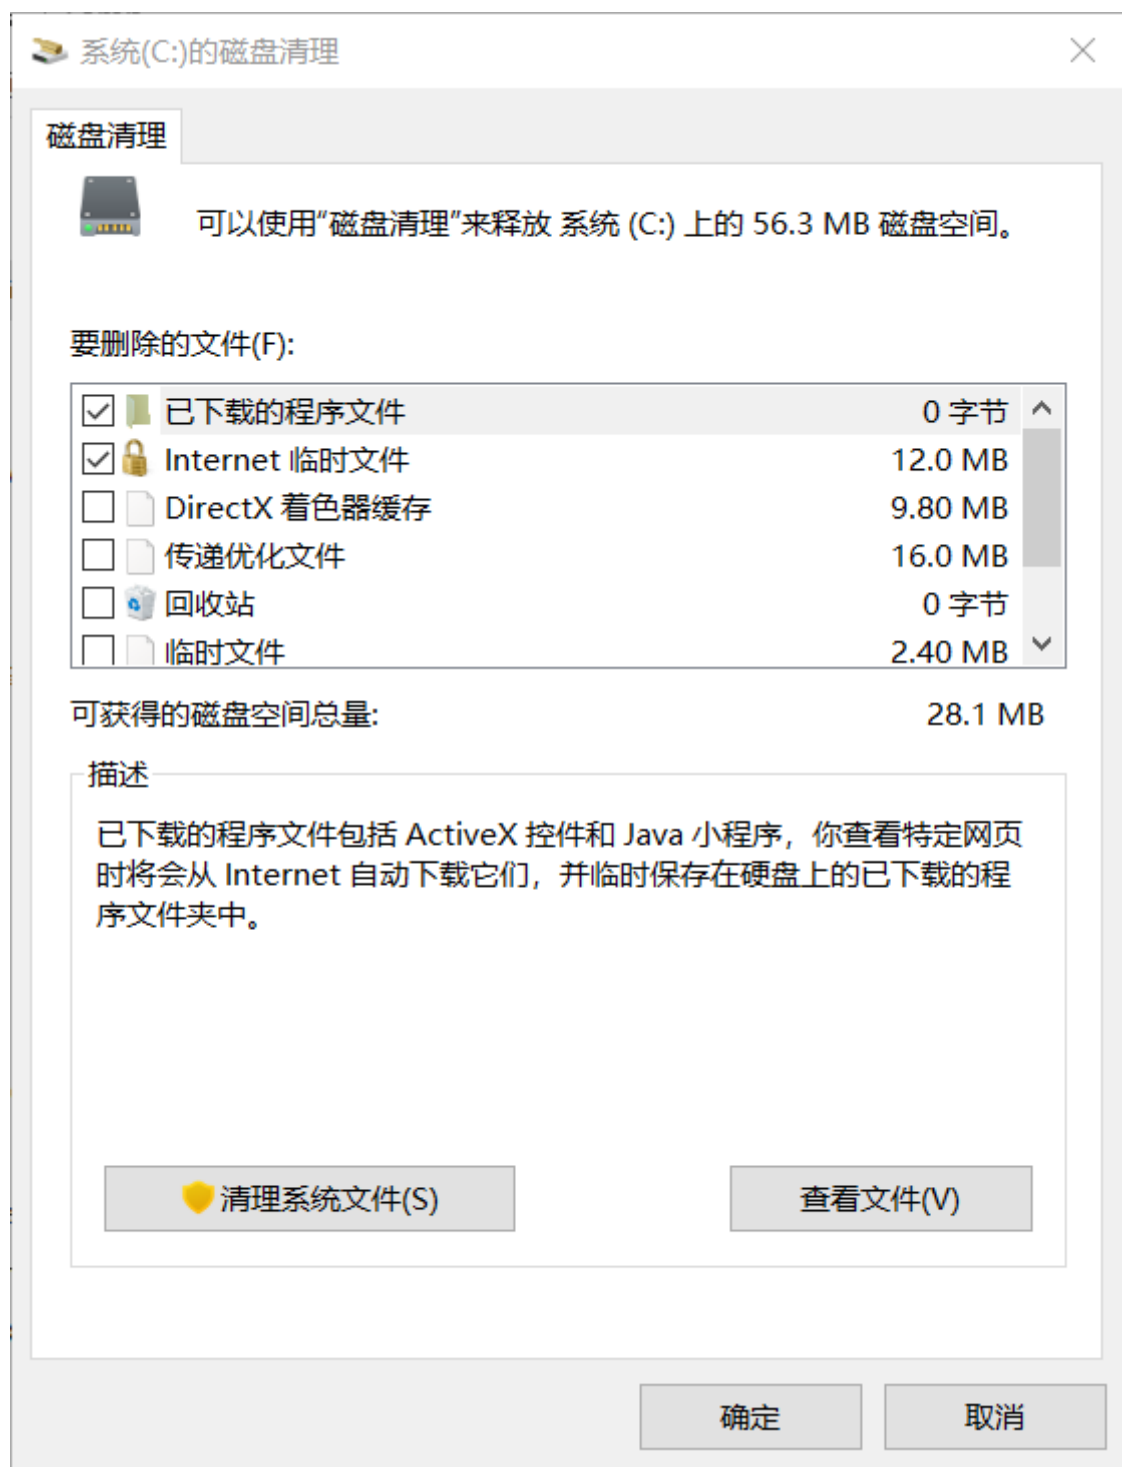 系统(C:)的磁盘清理
磁盘清理
可以使用“磁盘清理”来释放 系统 (C:) 上的 56.3 MB 磁盘空间。
要删除的文件(F):
已下载的程序文件 0 字节
Internet 临时文件 12.0 MB
DirectX 着色器缓存 9.80 MB
传递优化文件 16.0 MB
回收站 0 字节
临时文件 2.40 MB
可获得的磁盘空间总量: 28.1 MB
描述
已下载的程序文件包括 ActiveX 控件和 Java 小程序，你查看特定网页
时将会从 Internet 自动下载它们，并临时保存在硬盘上的已下载的程
序文件夹中。
清理系统文件(S) 查看文件(V)
确定 取消